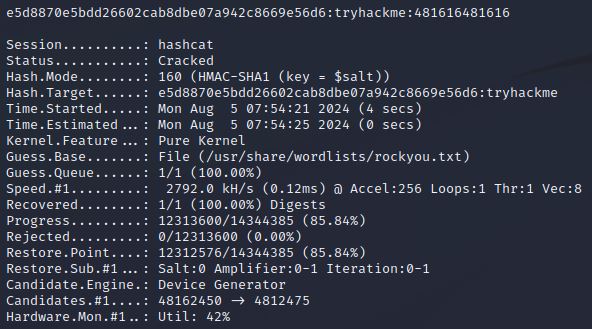 e5d8870e5bdd26602cab8dbe07a942c8669e56d6:tryhackme:481616481616
Session..........: hashcat
Status...........: Cracked
Hash.Mode........: 160 (HMAC-SHA1 (key = $salt))
Hash.Target......: e5d8870e5bdd26602cab8dbe07a942c8669e56d6:tryhackme
Time.Started.....: Mon Aug  5 07:54:21 2024 (4 secs)
Time.Estimated...: Mon Aug  5 07:54:25 2024 (0 secs)
Kernel.Feature...: Pure Kernel
Guess.Base.......: File (/usr/share/wordlists/rockyou.txt)
Guess.Queue......: 1/1 (100.00%)
Speed.#1.........:  2792.0 kH/s (0.12ms) @ Accel:256 Loops:1 Thr:1 Vec:8
Recovered........: 1/1 (100.00%) Digests
Progress.........: 12313600/14344385 (85.84%)
Rejected.........: 0/12313600 (0.00%)
Restore.Point....: 12312576/14344385 (85.84%)
Restore.Sub.#1...: Salt:0 Amplifier:0-1 Iteration:0-1
Candidate.Engine.: Device Generator
Candidates.#1....: 48162450 -> 4812475
Hardware.Mon.#1..: Util: 42%